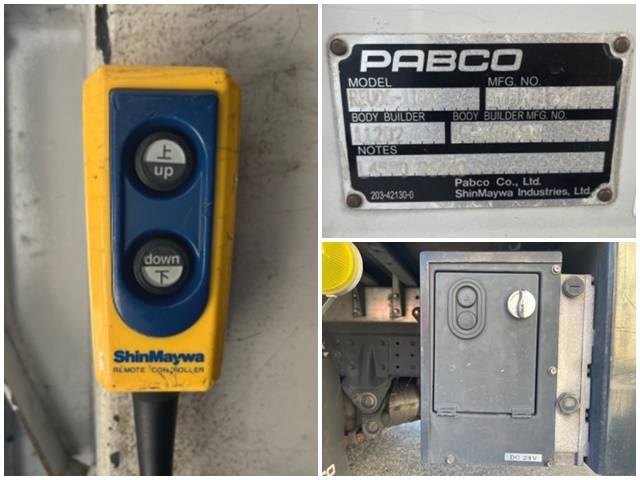 上
up
down
下
ShinMaywa
REMOTE CONTROLLER
PABCO
MODEL MFG. NO.
BODY BUILDER BODY BUILDER MFG NO.
11202
NOTES
Pabco Co., Ltd.
203-42130-0 ShinMaywa Industries, Ltd.
DC 24V